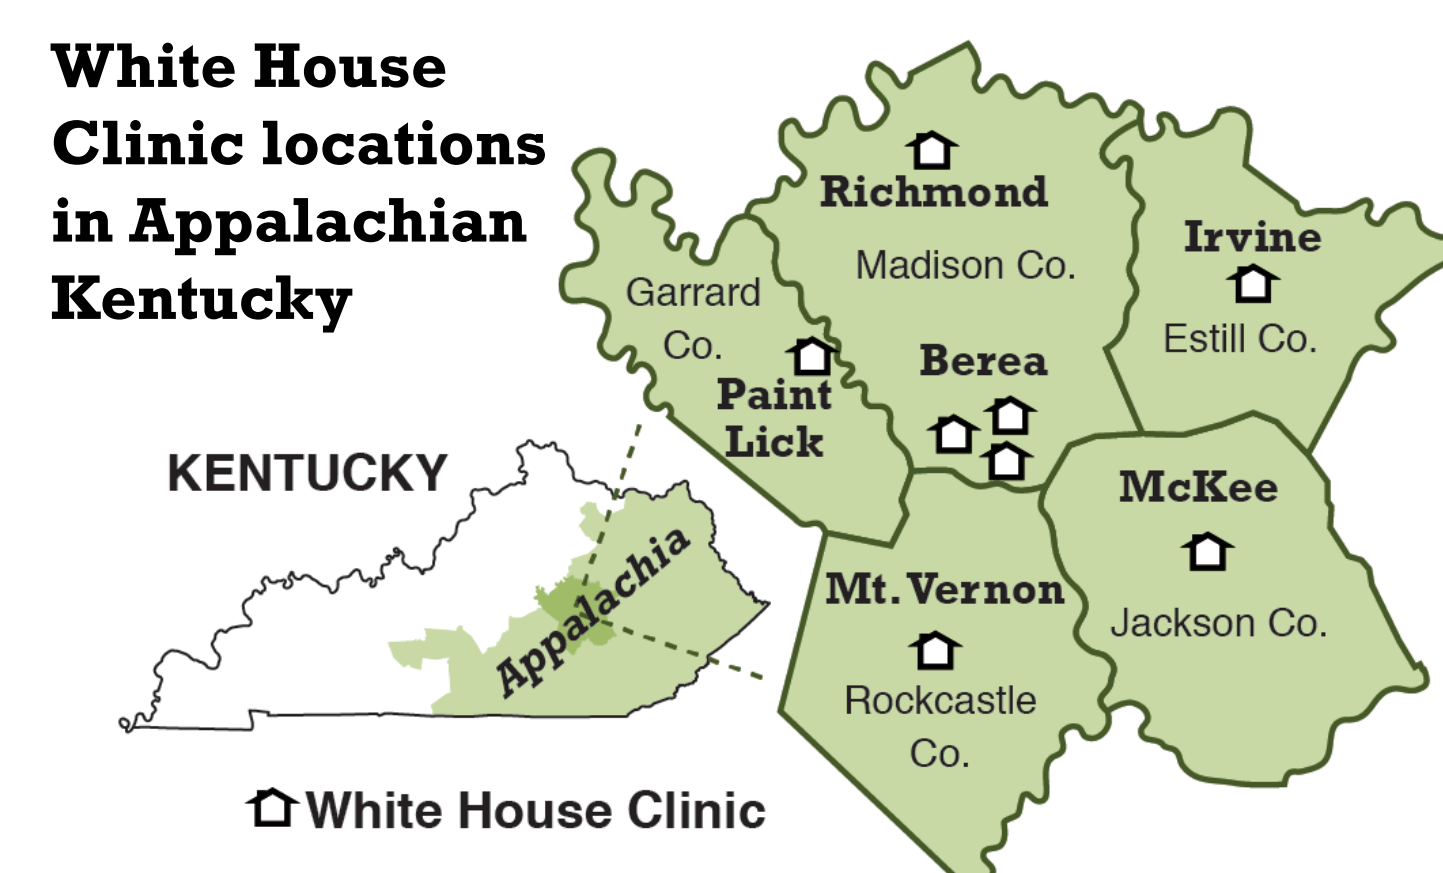 White House
Clinic locations
in Appalachian
Kentucky
Richmond
Madison Co.
Irvine
Estill Co.
Garrard
Co.
Paint
Lick
Berea
McKee
Jackson Co.
Mt. Vernon
Rockcastle
Co.
KENTUCKY
Appalachia
White House Clinic